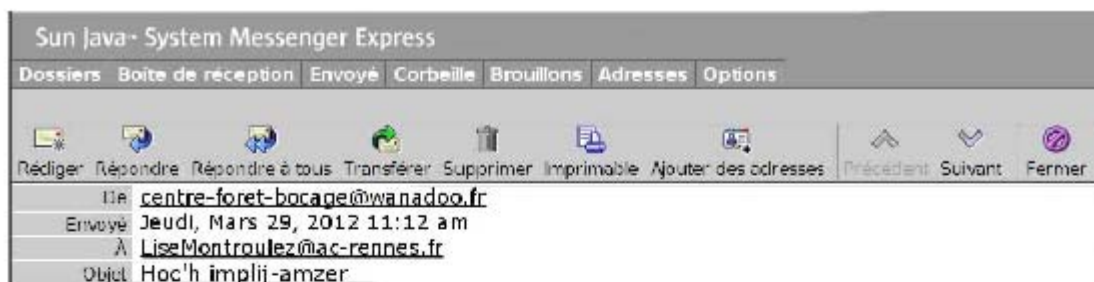 Sun Java- System Messenger Express
Dossiers Boîte de réception Envoyé Corbeille Brouillons Adresses Options
Rédiger Répondre Répondre à tous Transférer Supprimer Imprimable Ajouter des adresses Précédent Suivant Fermer
De centre-foret-bocage@wanadoo.fr
Envoyé Jeudi, Mars 29, 2012 11:12 am
À LiseMontroulez@ac-rennes.fr
Objet Hoc'h implij-amzer